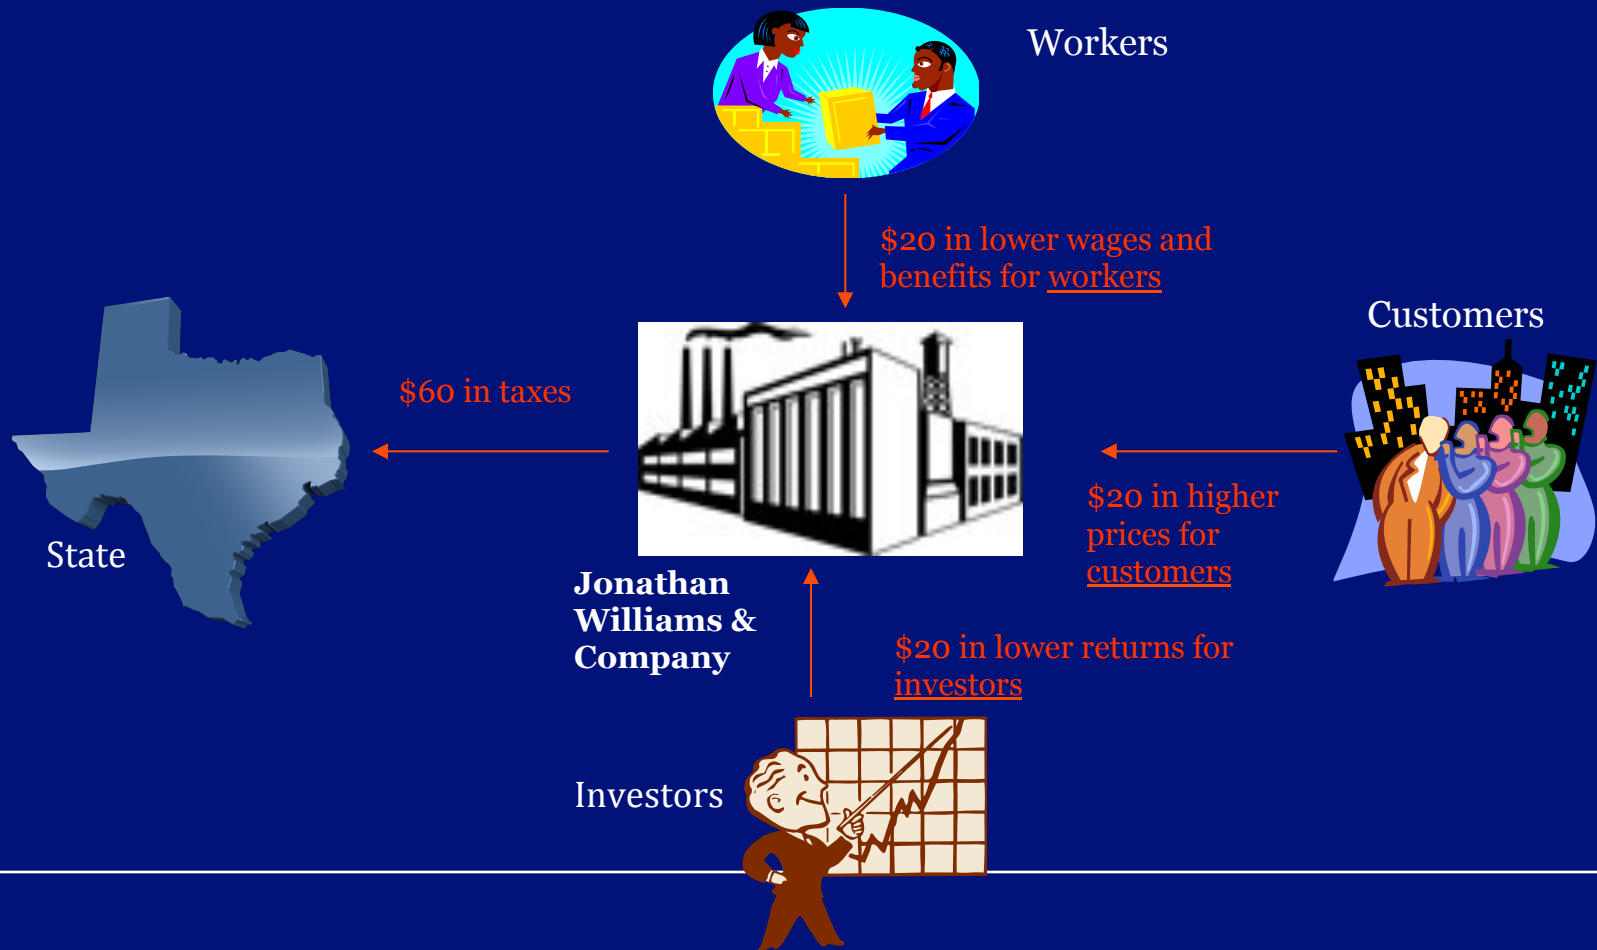 Workers
$20 in lower wages and
benefits for workers
Customers
$60 in taxes
$20 in higher
prices for
customers
State
Jonathan
Williams &
Company
$20 in lower returns for
investors
Investors